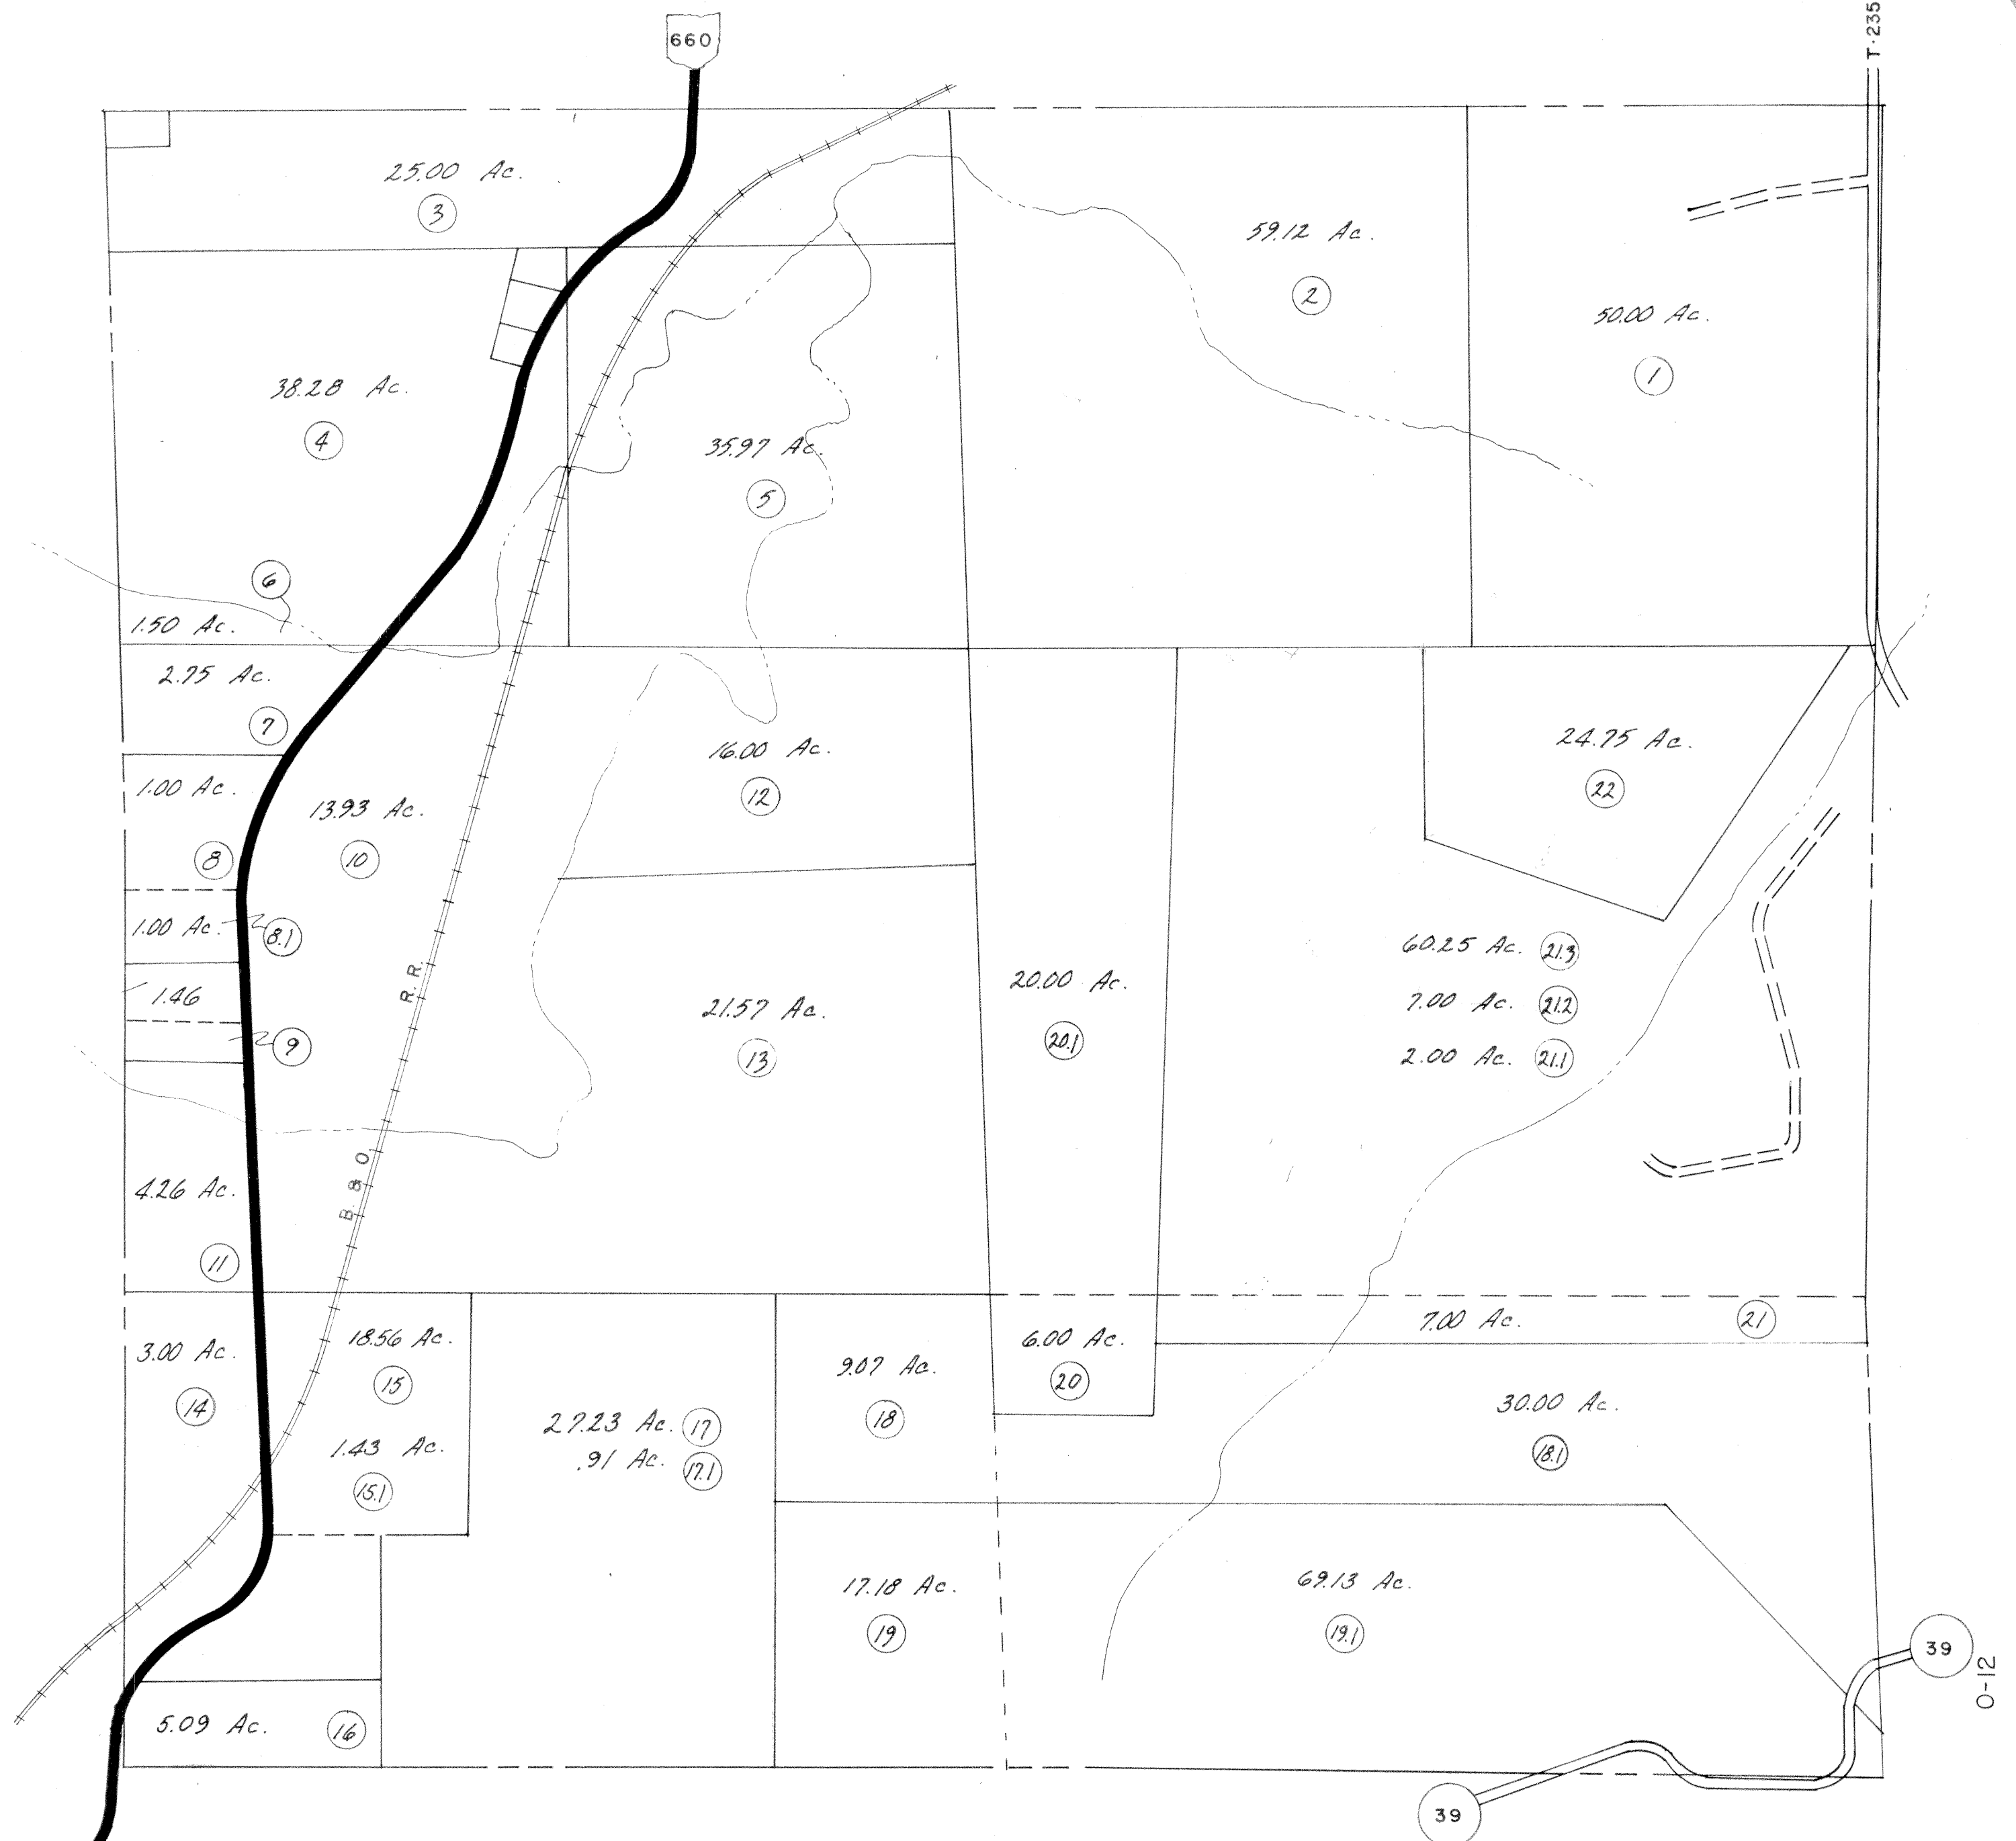 660
T-235
25.00 Ac.
3
59.12 Ac.
2
50.00 Ac.
1
38.28 Ac.
4
35.97 Ac.
5
6
1.50 Ac.
2.75 Ac.
7
16.00 Ac.
12
24.75 Ac.
22
1.00 Ac.
8
13.93 Ac.
10
1.00 Ac.
8.1
1.46
9
R.R.
B. & O.
21.57 Ac.
13
20.00 Ac.
20.1
60.25 Ac. 21.3
7.00 Ac. 21.2
2.00 Ac. 21.1
4.26 Ac.
11
3.00 Ac.
14
18.56 Ac.
15
1.43 Ac.
15.1
27.23 Ac. 17
.91 Ac. 17.1
9.07 Ac.
18
6.00 Ac.
20
7.00 Ac. 21
30.00 Ac.
18.1
17.18 Ac.
19
69.13 Ac.
19.1
5.09 Ac. 16
39
0-12
39